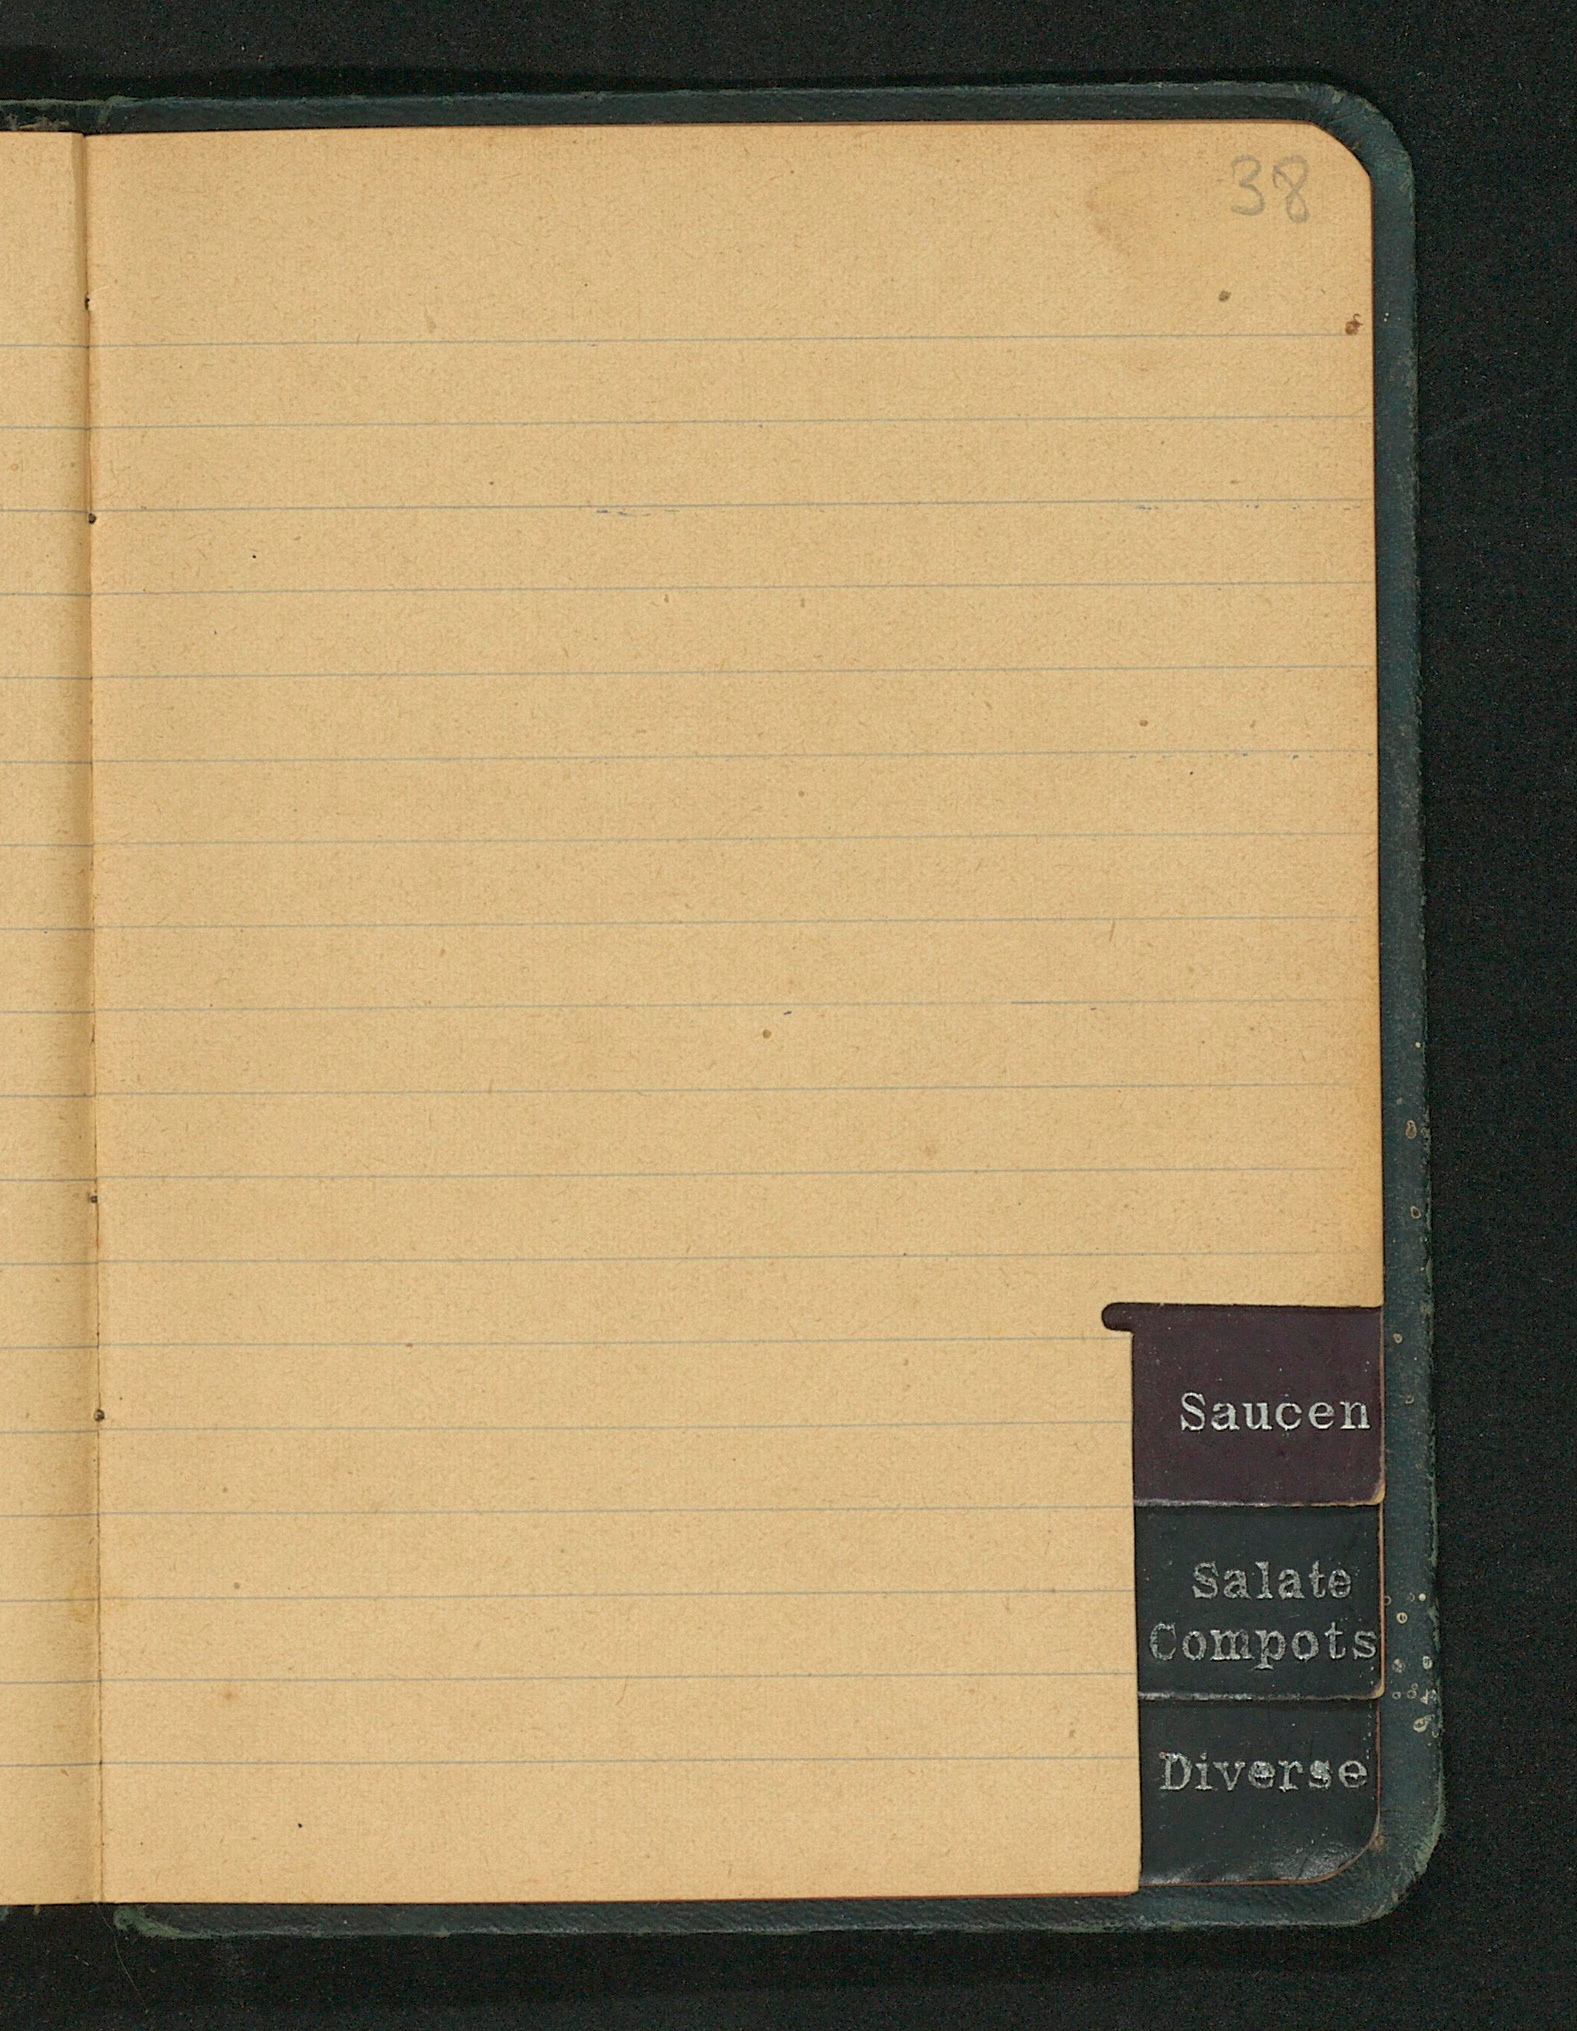 38
Saucen
Salate
Compots
Diverse